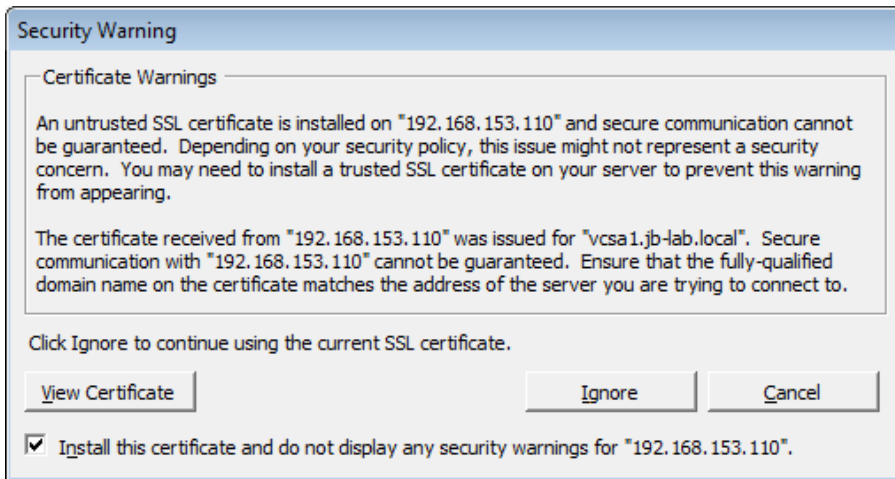 Security Warning
Certificate Warnings
An untrusted SSL certificate is installed on "192.168.153.110" and secure communication cannot
be guaranteed. Depending on your security policy, this issue might not represent a security
concern. You may need to install a trusted SSL certificate on your server to prevent this warning
from appearing.
The certificate received from "192.168.153.110" was issued for "vcsa1.jb-lab.local". Secure
communication with "192.168.153.110" cannot be guaranteed. Ensure that the fully-qualified
domain name on the certificate matches the address of the server you are trying to connect to.
Click Ignore to continue using the current SSL certificate.
View Certificate Ignore Cancel
Install this certificate and do not display any security warnings for "192.168.153.110".